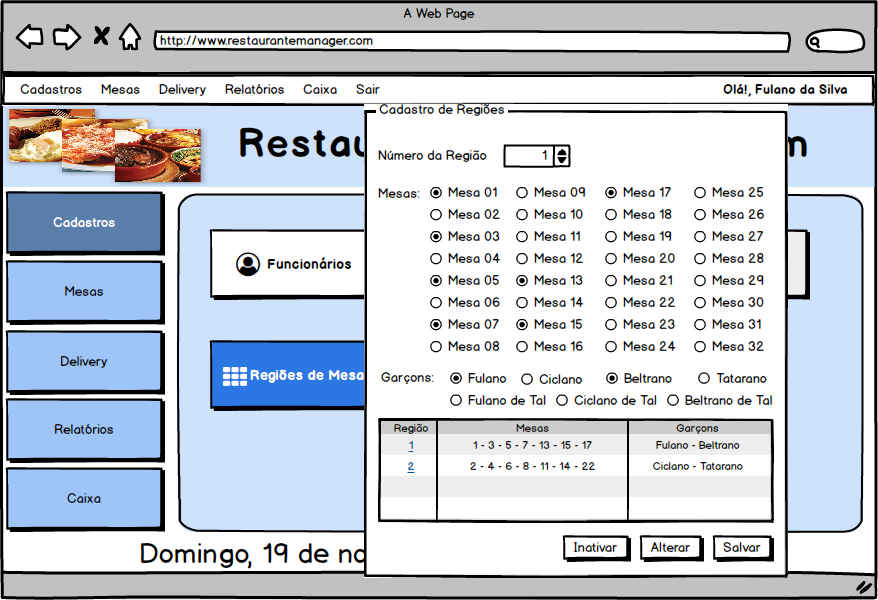 A Web Page
http://www.restaurantemanager.com
Cadastros Mesas Delivery Relatórios Caixa Sair Olá!, Fulano da Silva
Cadastro de Regiões
Número da Região 1
Mesas: Mesa 01 Mesa 09 Mesa 17 Mesa 25
Mesa 02 Mesa 10 Mesa 18 Mesa 26
Mesa 03 Mesa 11 Mesa 19 Mesa 27
Mesa 04 Mesa 12 Mesa 20 Mesa 28
Mesa 05 Mesa 13 Mesa 21 Mesa 29
Mesa 06 Mesa 14 Mesa 22 Mesa 30
Mesa 07 Mesa 15 Mesa 23 Mesa 31
Mesa 08 Mesa 16 Mesa 24 Mesa 32
Garçons: Fulano Ciclano Beltrano Tatarano
Fulano de Tal Ciclano de Tal Beltrano de Tal
Região Mesas Garçons
1 1 - 3 - 5 - 7 - 13 - 15 - 17 Fulano - Beltrano
2 2 - 4 - 6 - 8 - 11 - 14 - 22 Ciclano - Tatarano
Inativar Alterar Salvar
Restau
m
Cadastros
Mesas
Delivery
Relatórios
Caixa
Funcionários
Regiões de Mesa
Domingo, 19 de no